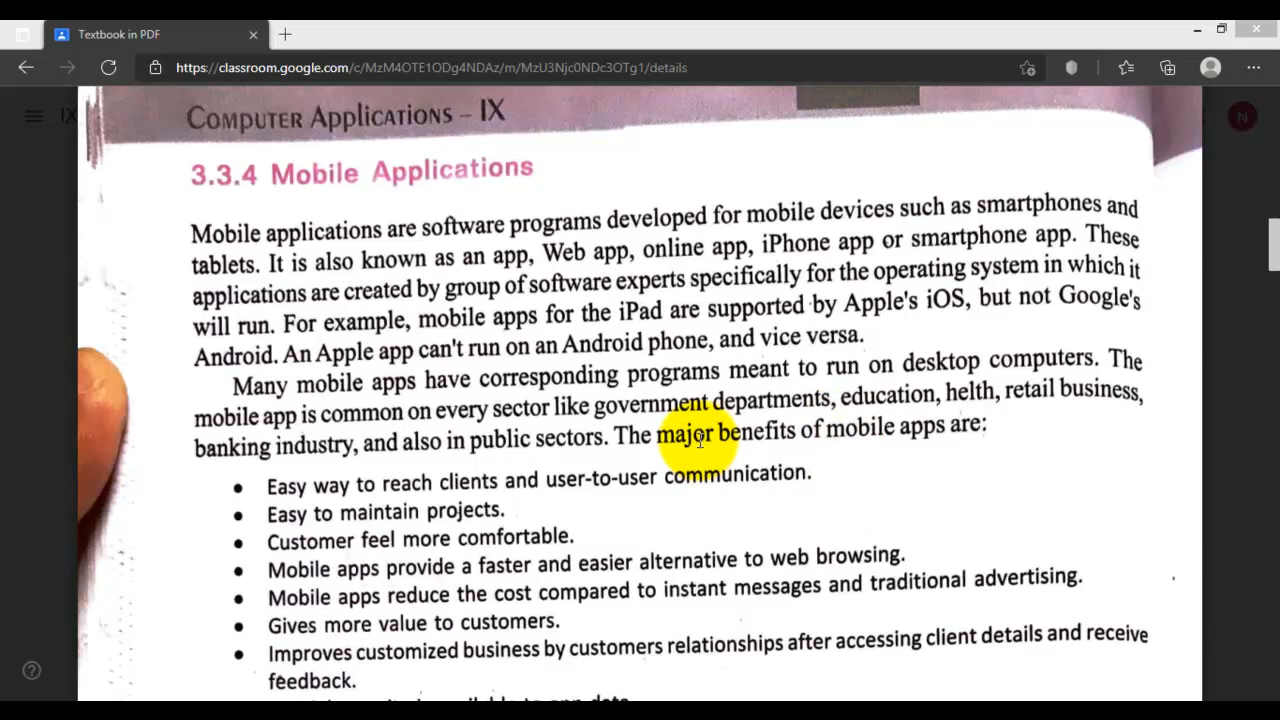 Textbook in PDF
https://classroom.google.com/c/MzM4OTE1ODg4NDAz/m/MzU3Njc0NDc3OTg1/details
IX
N
COMPUTER APPLICATIONS – IX
3.3.4 Mobile Applications
Mobile applications are software programs developed for mobile devices such as smartphones and
tablets. It is also known as an app, Web app, online app, iPhone app or smartphone app. These
applications are created by group of software experts specifically for the operating system in which it
will run. For example, mobile apps for the iPad are supported by Apple's iOS, but not Google's
Android. An Apple app can't run on an Android phone, and vice versa.
Many mobile apps have corresponding programs meant to run on desktop computers. The
mobile app is common on every sector like government departments, education, helth, retail business,
banking industry, and also in public sectors. The major benefits of mobile apps are:
• Easy way to reach clients and user-to-user communication.
• Easy to maintain projects.
• Customer feel more comfortable.
• Mobile apps provide a faster and easier alternative to web browsing.
• Mobile apps reduce the cost compared to instant messages and traditional advertising.
• Gives more value to customers.
• Improves customized business by customers relationships after accessing client details and receive
feedback.